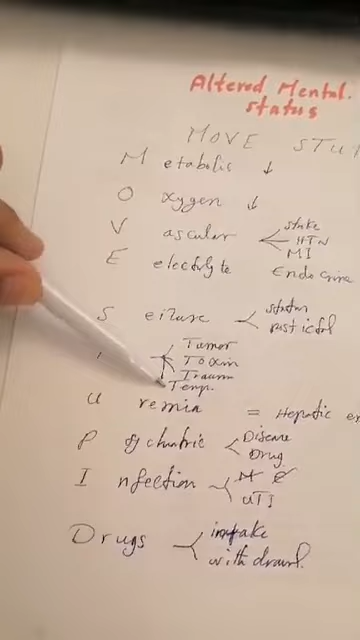 Altered Mental
status
MOVE STU
M etabolic ↓
O xygen ↓
V ascular
stroke
HTN
MI
E electrolyte Endocrine
S eizure
status
post ictal
Tumor
Toxin
Trauma
Temp.
U remia = Hepatic en
P sychiatric
Disease
Drug
I nfection
UTI
Drugs
intake
withdrawl